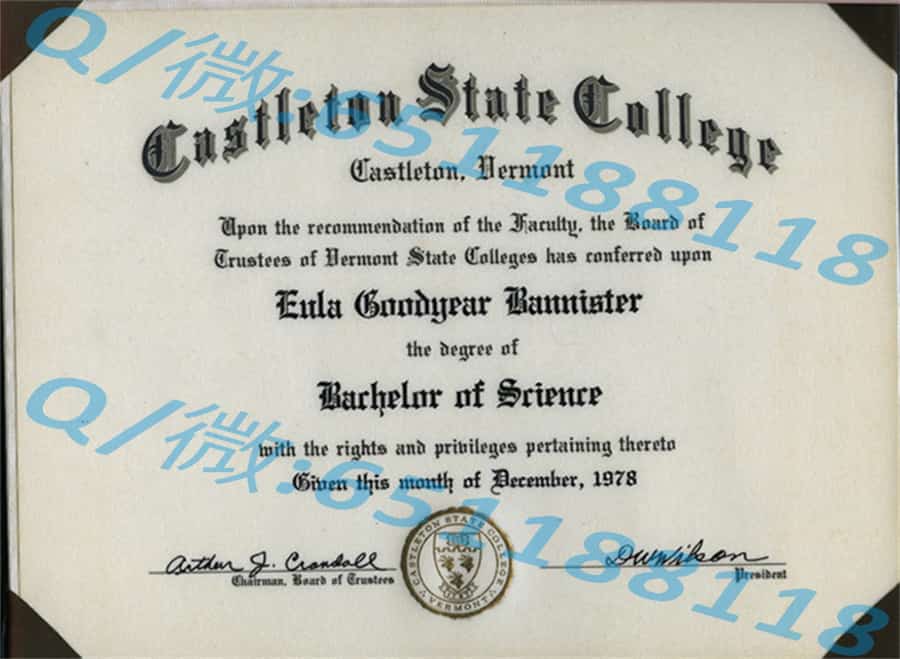 Castleton State College
Castleton, Vermont
Upon the recommendation of the Faculty, the Board of
Trustees of Vermont State Colleges has conferred upon
Eula Goodyear Bannister
the degree of
Bachelor of Science
with the rights and privileges pertaining thereto
Given this month of December, 1978
Arthur J. Crandall
Chairman, Board of Trustees
CASTLETON STATE COLLEGE
VERMONT
DWWilson
President
Q/微:651188118
Q/微:651188118